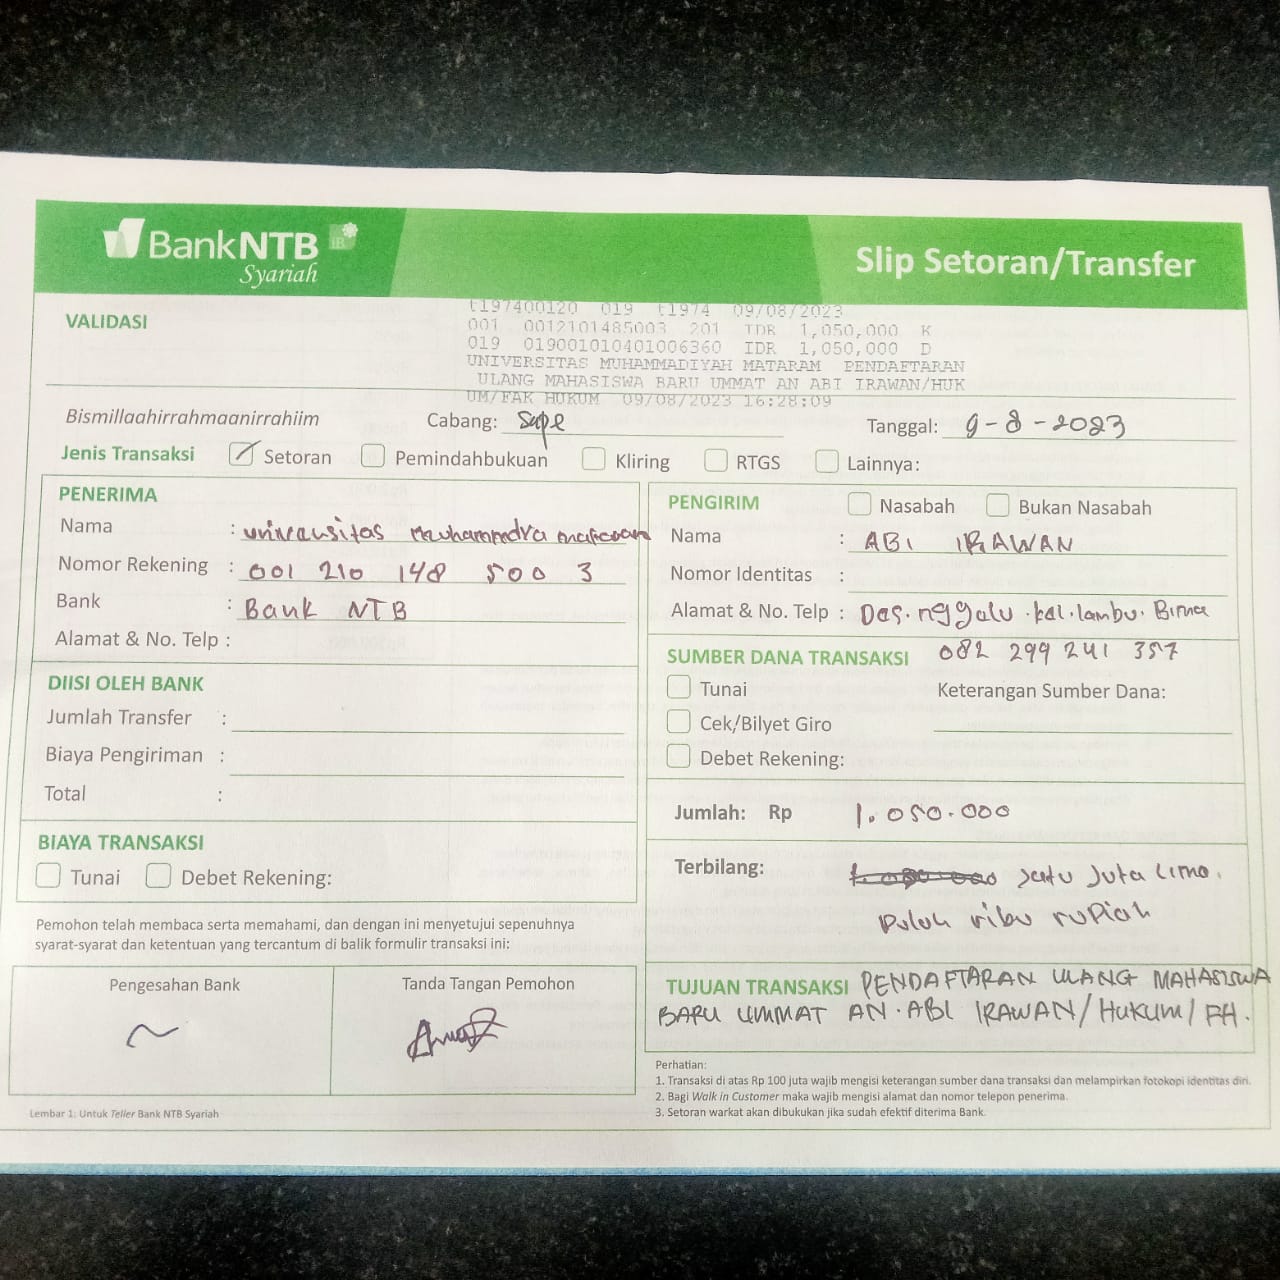 BankNTB
Syariah
Slip Setoran/Transfer
VALIDASI
t197400120 019 t1974 09/08/2023
001 0012101485003 201 IDR 1,050,000 K
019 019001010401006360 IDR 1,050,000 D
UNIVERSITAS MUHAMMADIYAH MATARAM PENDAFTARAN
ULANG MAHASISWA BARU UMMAT AN ABI IRAWAN/HUK
UM/FAK HUKUM 09/08/2023 16:28:09
Bismillaahirrahmaanirrahiim
Cabang: Sape
Tanggal: 9-8-2023
Jenis Transaksi Setoran Pemindahbukuan Kliring RTGS Lainnya:
PENERIMA
Nama :
Nomor Rekening : 001 210 148 500 3
Bank : Bank NTB
Alamat & No. Telp :
DIISI OLEH BANK
Jumlah Transfer :
Biaya Pengiriman :
Total :
BIAYA TRANSAKSI
Tunai Debet Rekening:
Pemohon telah membaca serta memahami, dan dengan ini menyetujui sepenuhnya
syarat-syarat dan ketentuan yang tercantum di balik formulir transaksi ini:
Pengesahan Bank
Tanda Tangan Pemohon
Lembar 1: Untuk Teller Bank NTB Syariah
PENGIRIM Nasabah Bukan Nasabah
Nama : ABI IRAWAN
Nomor Identitas :
Alamat & No. Telp : nggelu kel.lambu. Bima
082 299 241 357
SUMBER DANA TRANSAKSI
Tunai
Keterangan Sumber Dana:
Cek/Bilyet Giro
Debet Rekening:
Jumlah: Rp 1.050.000
Terbilang: satu Juta Lima
Puluh ribu rupiah
TUJUAN TRANSAKSI PENDAFTARAN ULANG MAHASISWA
BARU UMMAT AN. ABI IRAWAN/HUKUM/FH.
Perhatian:
1. Transaksi di atas Rp 100 juta wajib mengisi keterangan sumber dana transaksi dan melampirkan fotokopi identitas diri.
2. Bagi Walk in Customer maka wajib mengisi alamat dan nomor telepon penerima.
3. Setoran warkat akan dibukukan jika sudah efektif diterima Bank.